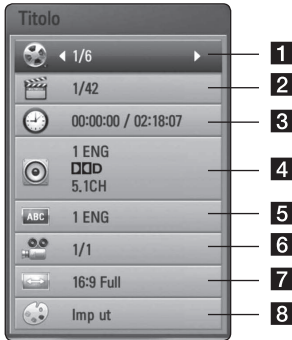 Titolo
1/6
1
1/42
2
00:00:00 / 02:18:07
3
1 ENG
DD D
5.1CH
4
ABC
1 ENG
5
1/1
6
16:9 Full
7
Imp ut
8